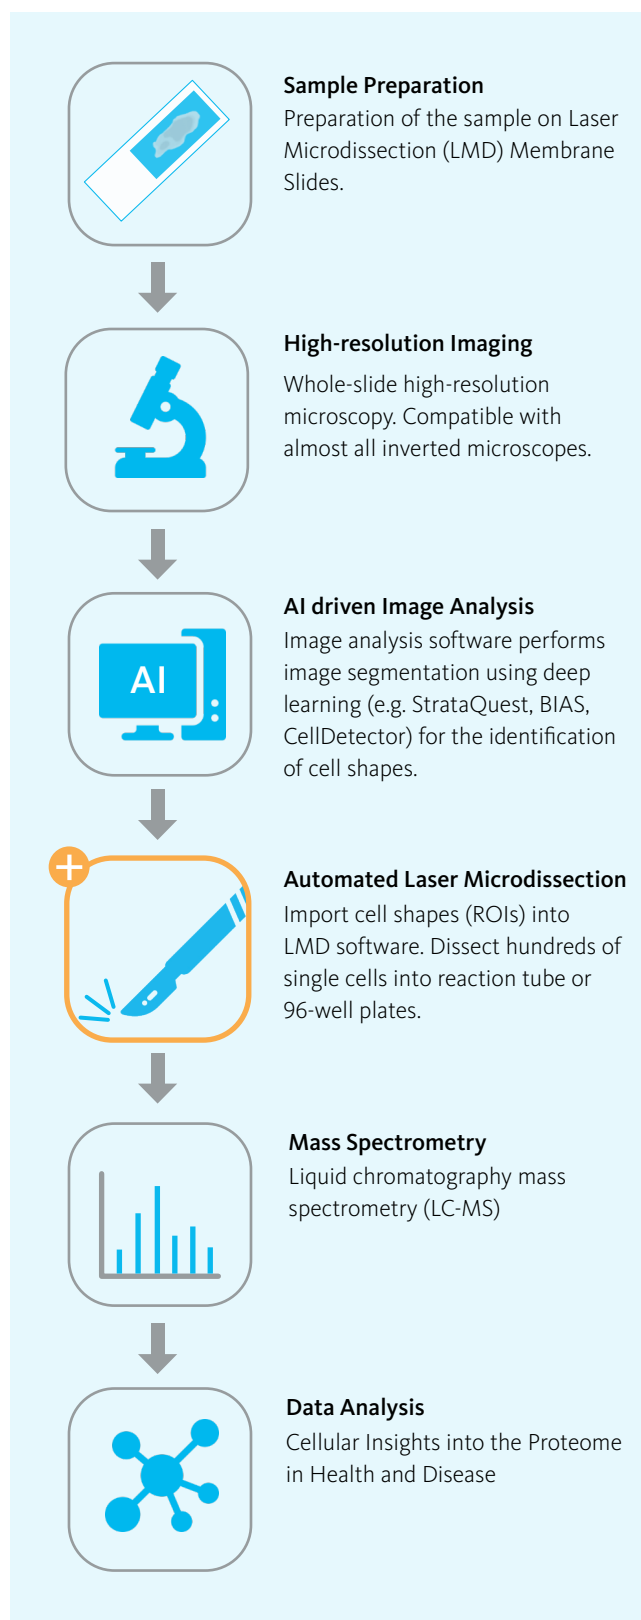 Sample Preparation
Preparation of the sample on Laser
Microdissection (LMD) Membrane
Slides.
High-resolution Imaging
Whole-slide high-resolution
microscopy. Compatible with
almost all inverted microscopes.
AI driven Image Analysis
Image analysis software performs
image segmentation using deep
learning (e.g. StrataQuest, BIAS,
CellDetector) for the identification
of cell shapes.
AI
Automated Laser Microdissection
Import cell shapes (ROIs) into
LMD software. Dissect hundreds of
single cells into reaction tube or
96-well plates.
Mass Spectrometry
Liquid chromatography mass
spectrometry (LC-MS)
Data Analysis
Cellular Insights into the Proteome
in Health and Disease